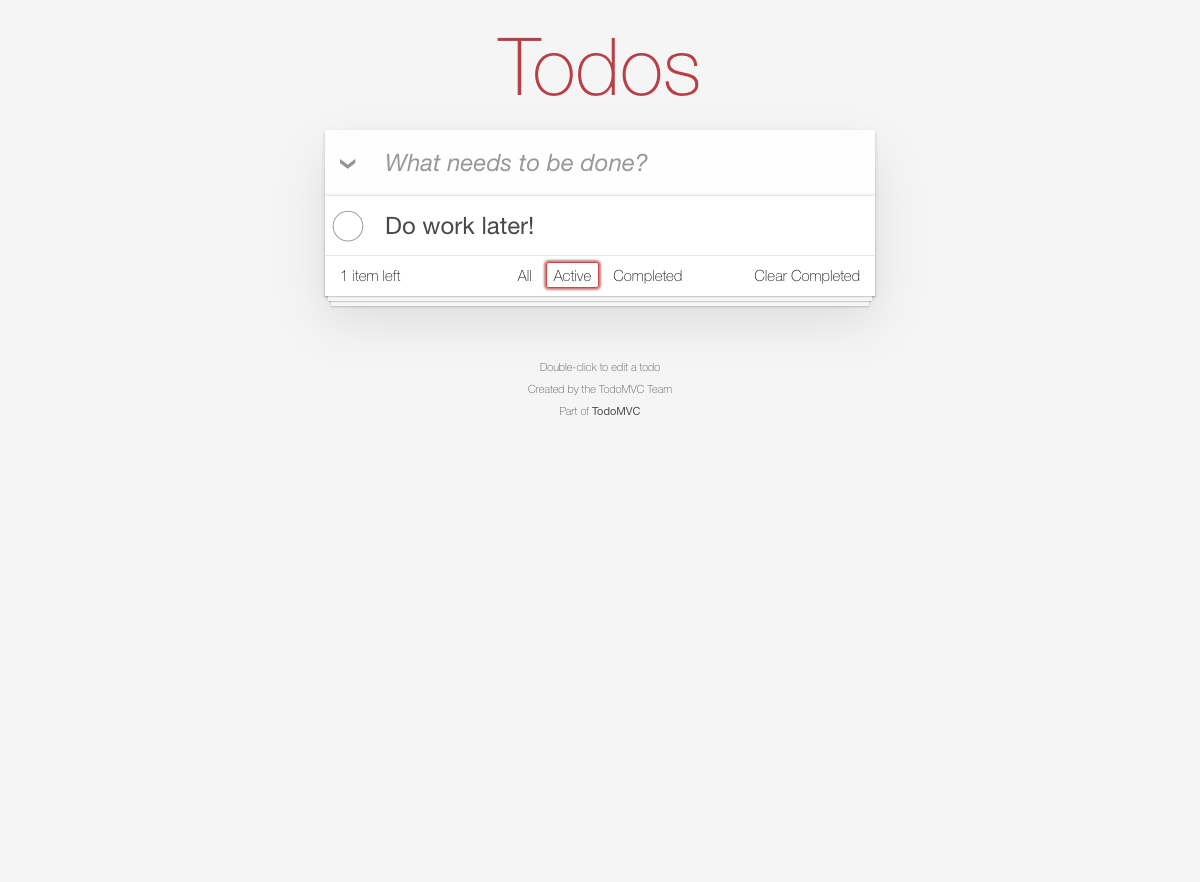 Todos
What needs to be done?
Do work later!
1 item left All Active Completed Clear Completed
Double-click to edit a todo
Created by the TodoMVC Team
Part of TodoMVC